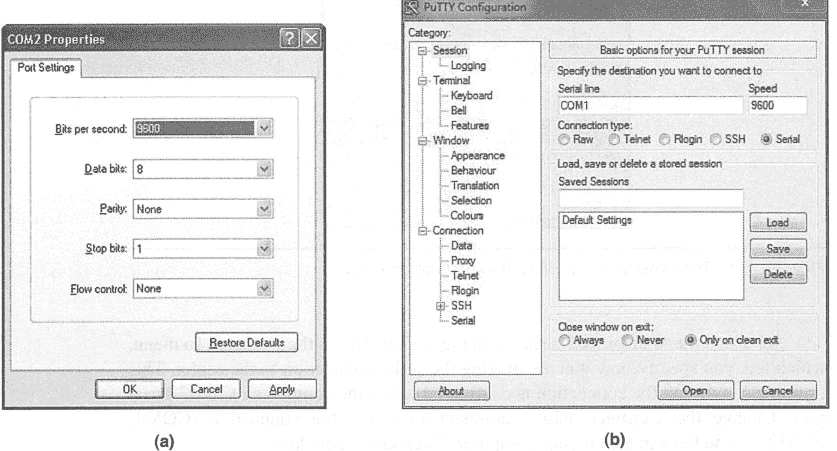 COM2 Properties
Port Settings
Bits per second: 9600
Data bits: 8
Parity: None
Stop bits: 1
Flow control: None
Restore Defaults
OK Cancel Apply
(a)
PuTTY Configuration
Category:
Session
Logging
Terminal
Keyboard
Bell
Features
Window
Appearance
Behaviour
Translation
Selection
Colours
Connection
Data
Proxy
Telnet
Rlogin
SSH
Serial
Basic options for your PuTTY session
Specify the destination you want to connect to
Serial line Speed
COM1 9600
Connection type:
Raw Telnet Rlogin SSH Serial
Load, save or delete a stored session
Saved Sessions
Default Settings
Load
Save
Delete
Close window on exit:
Always Never Only on clean exit
About Open Cancel
(b)